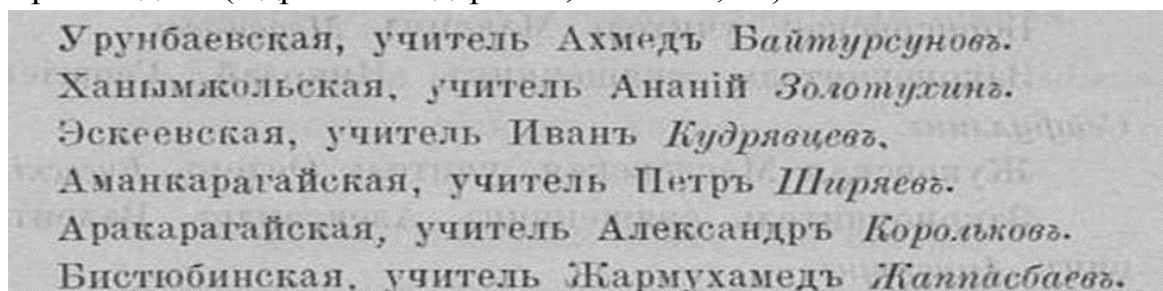 Урунбаевская, учитель Ахмедъ Байтурсуновъ.
Ханымжольская, учитель Ананій Золотухинъ.
Эскеевская, учитель Иванъ Кудрявцевъ.
Аманкарагайская, учитель Петръ Ширяевъ.
Аракарагайская, учитель Александръ Корольковъ.
Бистюбинская, учитель Жармухамедъ Жаппасбаевъ.